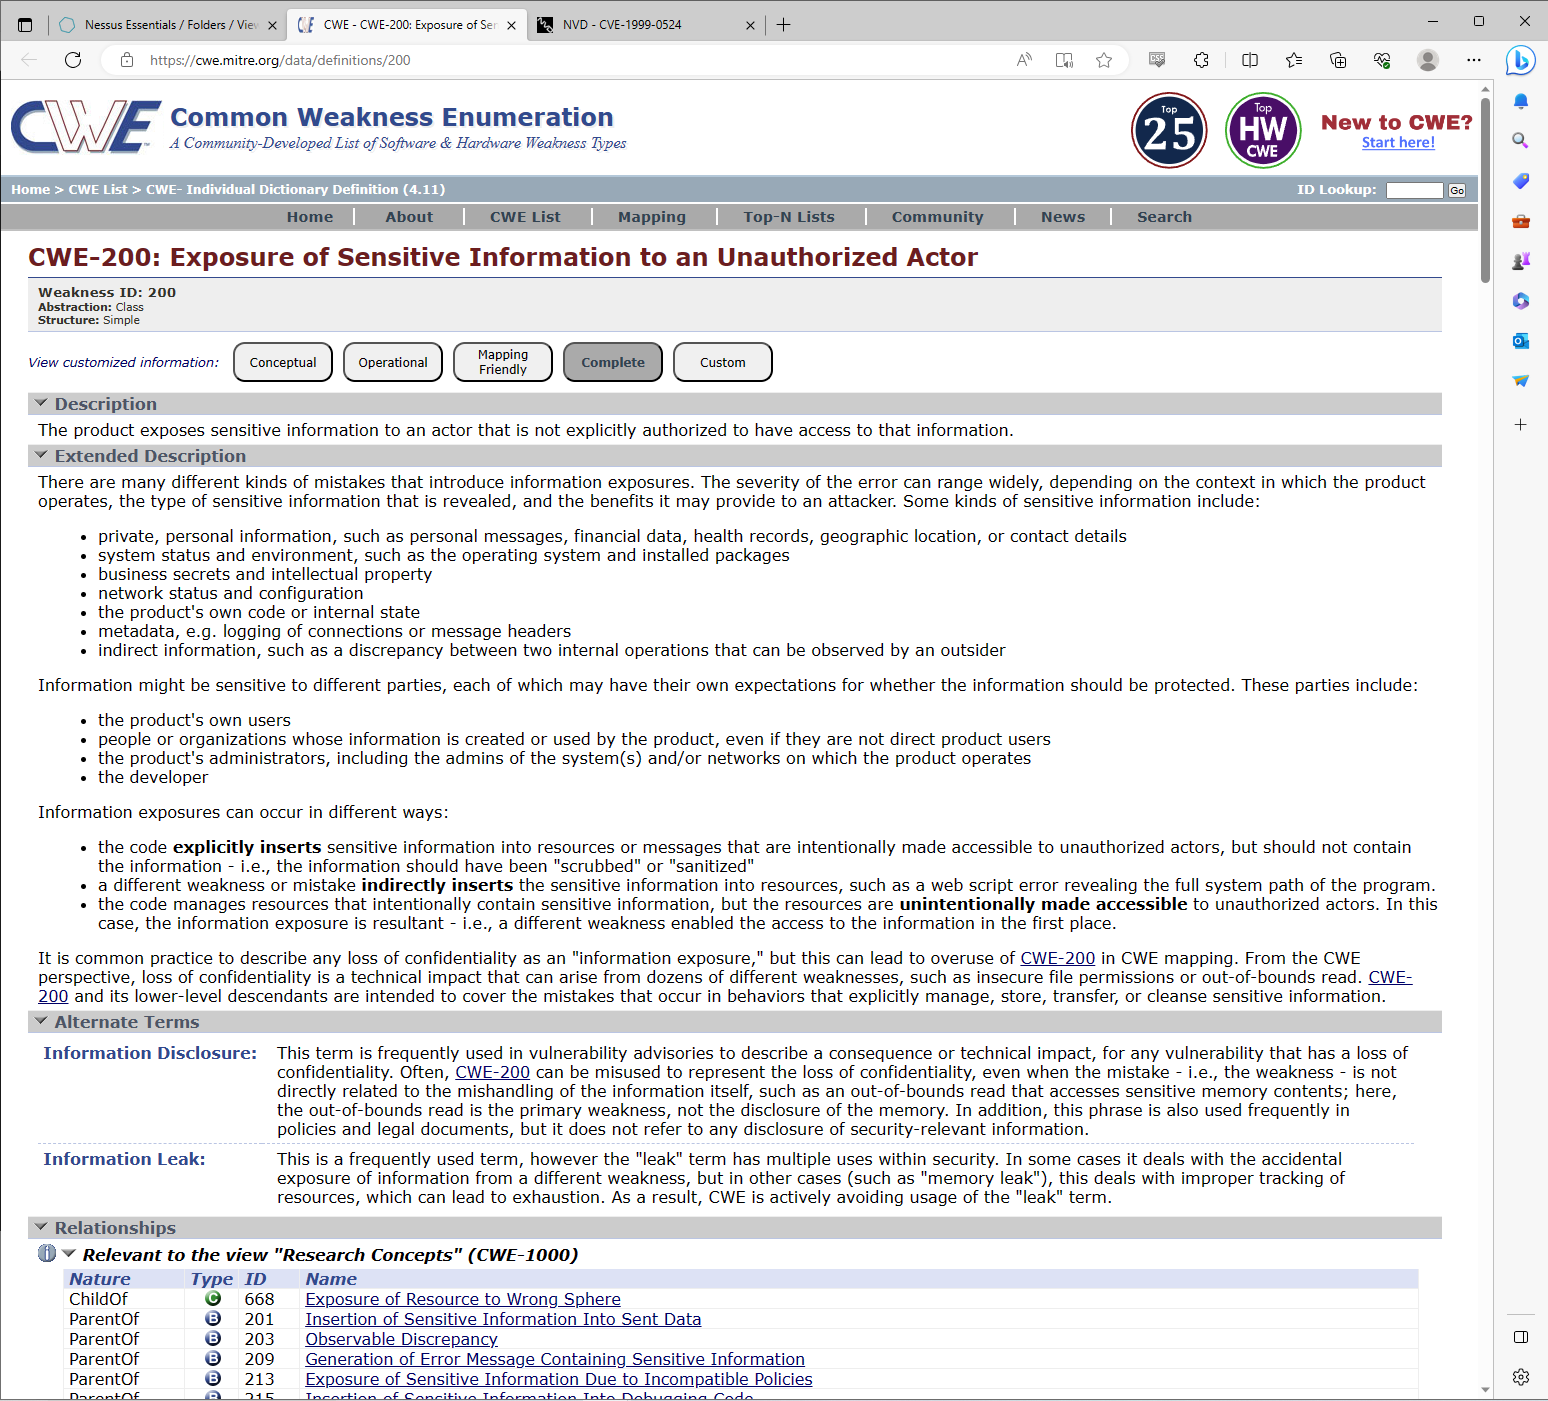 Nessus Essentials / Folders / View
CWE - CWE-200: Exposure of Sen
NVD - CVE-1999-0524
https://cwe.mitre.org/data/definitions/200
CWE
Common Weakness Enumeration
A Community-Developed List of Software & Hardware Weakness Types
Top
25
Top
HW
CWE
New to CWE?
Start here!
Home > CWE List > CWE- Individual Dictionary Definition (4.11)
ID Lookup:
Go
Home About CWE List Mapping Top-N Lists Community News Search
CWE-200: Exposure of Sensitive Information to an Unauthorized Actor
Weakness ID: 200
Abstraction: Class
Structure: Simple
View customized information:
Conceptual
Operational
Mapping
Friendly
Complete
Custom
Description
The product exposes sensitive information to an actor that is not explicitly authorized to have access to that information.
Extended Description
There are many different kinds of mistakes that introduce information exposures. The severity of the error can range widely, depending on the context in which the product
operates, the type of sensitive information that is revealed, and the benefits it may provide to an attacker. Some kinds of sensitive information include:
• private, personal information, such as personal messages, financial data, health records, geographic location, or contact details
• system status and environment, such as the operating system and installed packages
• business secrets and intellectual property
• network status and configuration
• the product's own code or internal state
• metadata, e.g. logging of connections or message headers
• indirect information, such as a discrepancy between two internal operations that can be observed by an outsider
Information might be sensitive to different parties, each of which may have their own expectations for whether the information should be protected. These parties include:
• the product's own users
• people or organizations whose information is created or used by the product, even if they are not direct product users
• the product's administrators, including the admins of the system(s) and/or networks on which the product operates
• the developer
Information exposures can occur in different ways:
• the code explicitly inserts sensitive information into resources or messages that are intentionally made accessible to unauthorized actors, but should not contain
the information - i.e., the information should have been "scrubbed" or "sanitized"
• a different weakness or mistake indirectly inserts the sensitive information into resources, such as a web script error revealing the full system path of the program.
• the code manages resources that intentionally contain sensitive information, but the resources are unintentionally made accessible to unauthorized actors. In this
case, the information exposure is resultant - i.e., a different weakness enabled the access to the information in the first place.
It is common practice to describe any loss of confidentiality as an "information exposure," but this can lead to overuse of CWE-200 in CWE mapping. From the CWE
perspective, loss of confidentiality is a technical impact that can arise from dozens of different weaknesses, such as insecure file permissions or out-of-bounds read. CWE-
200 and its lower-level descendants are intended to cover the mistakes that occur in behaviors that explicitly manage, store, transfer, or cleanse sensitive information.
Alternate Terms
Information Disclosure: This term is frequently used in vulnerability advisories to describe a consequence or technical impact, for any vulnerability that has a loss of
confidentiality. Often, CWE-200 can be misused to represent the loss of confidentiality, even when the mistake - i.e., the weakness - is not
directly related to the mishandling of the information itself, such as an out-of-bounds read that accesses sensitive memory contents; here,
the out-of-bounds read is the primary weakness, not the disclosure of the memory. In addition, this phrase is also used frequently in
policies and legal documents, but it does not refer to any disclosure of security-relevant information.
Information Leak: This is a frequently used term, however the "leak" term has multiple uses within security. In some cases it deals with the accidental
exposure of information from a different weakness, but in other cases (such as "memory leak"), this deals with improper tracking of
resources, which can lead to exhaustion. As a result, CWE is actively avoiding usage of the "leak" term.
Relationships
Relevant to the view "Research Concepts" (CWE-1000)
Nature Type ID Name
ChildOf C 668 Exposure of Resource to Wrong Sphere
ParentOf B 201 Insertion of Sensitive Information Into Sent Data
ParentOf B 203 Observable Discrepancy
ParentOf B 209 Generation of Error Message Containing Sensitive Information
ParentOf B 213 Exposure of Sensitive Information Due to Incompatible Policies
ParentOf B 215 Insertion of Sensitive Information Into Debugging Code